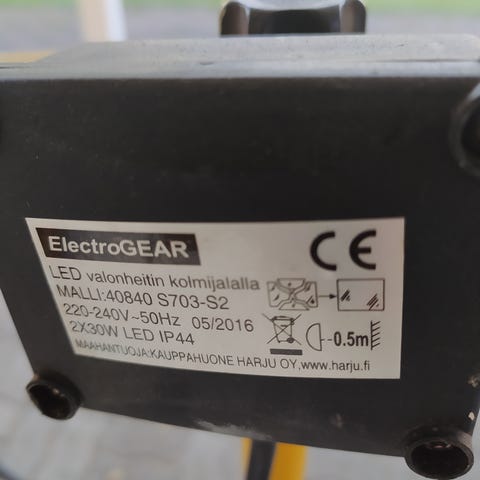 ElectroGEAR
CE
LED valonheitin kolmijalalla
MALLI:40840 S703-S2
220-240V~50Hz 05/2016
2X30W LED IP44
-0.5m
MAAHANTUOJA:KAUPPAHUONE HARJU OY,www.harju.fi